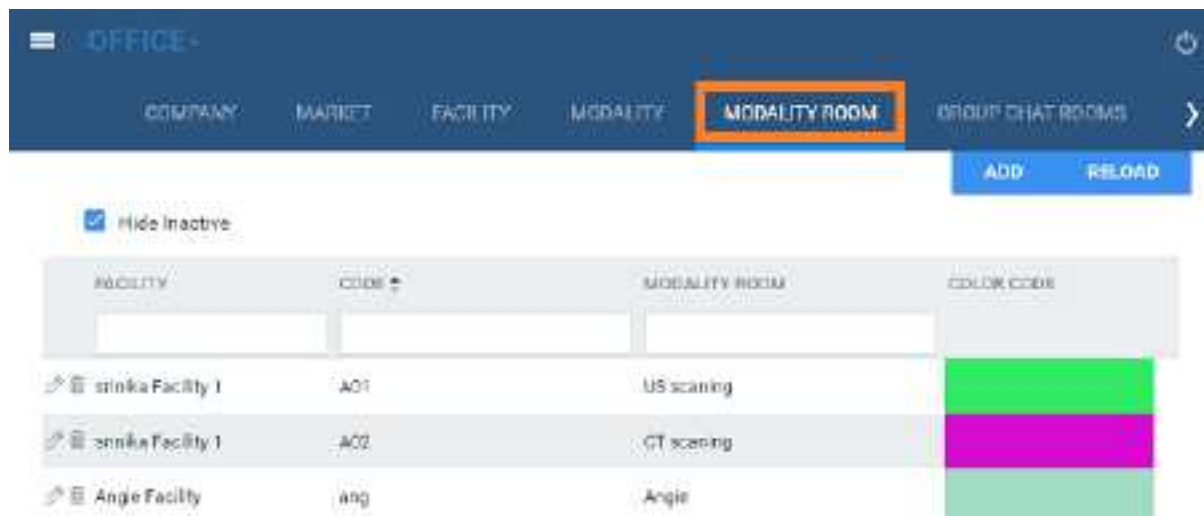 OFFICE
COMPANY MARKET FACILITY MODALITY MODALITY ROOM GROUP CHAT ROOMS
ADD RELOAD
Hide Inactive
FACILITY CODE MODALITY ROOM COLOR CODE
Facility 1 A01 US scaning
Facility 1 A02 CT scaning
Angie Facility ang Angie